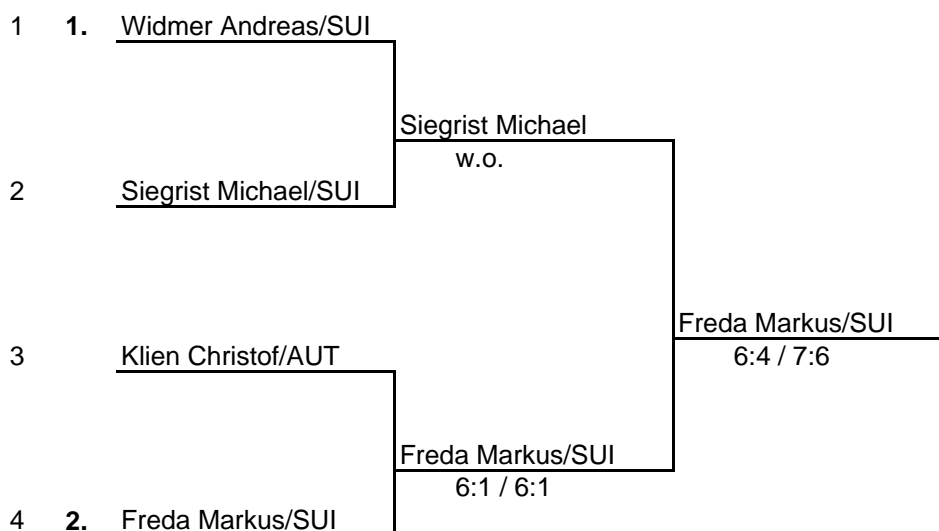 1 1. Widmer Andreas/SUI
Siegrist Michael
w.o.
2 Siegrist Michael/SUI
Freda Markus/SUI
3 Klien Christof/AUT 6:4 / 7:6
Freda Markus/SUI
6:1 / 6:1
4 2. Freda Markus/SUI